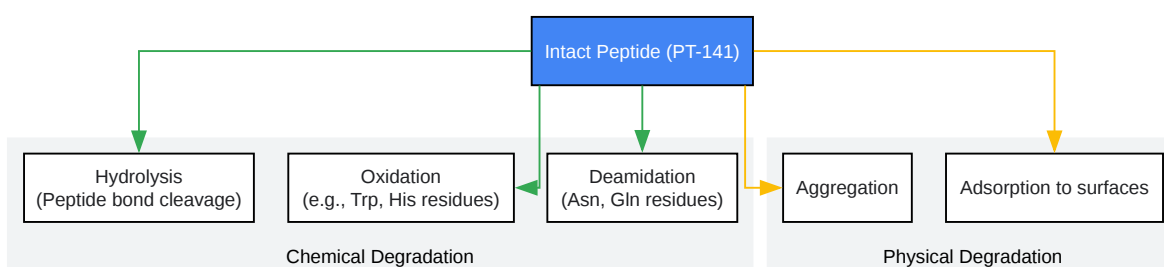 Intact Peptide (PT-141)
Hydrolysis
(Peptide bond cleavage)
Oxidation
(e.g., Trp, His residues)
Deamidation
(Asn, Gln residues)
Aggregation
Adsorption to surfaces
Chemical Degradation
Physical Degradation